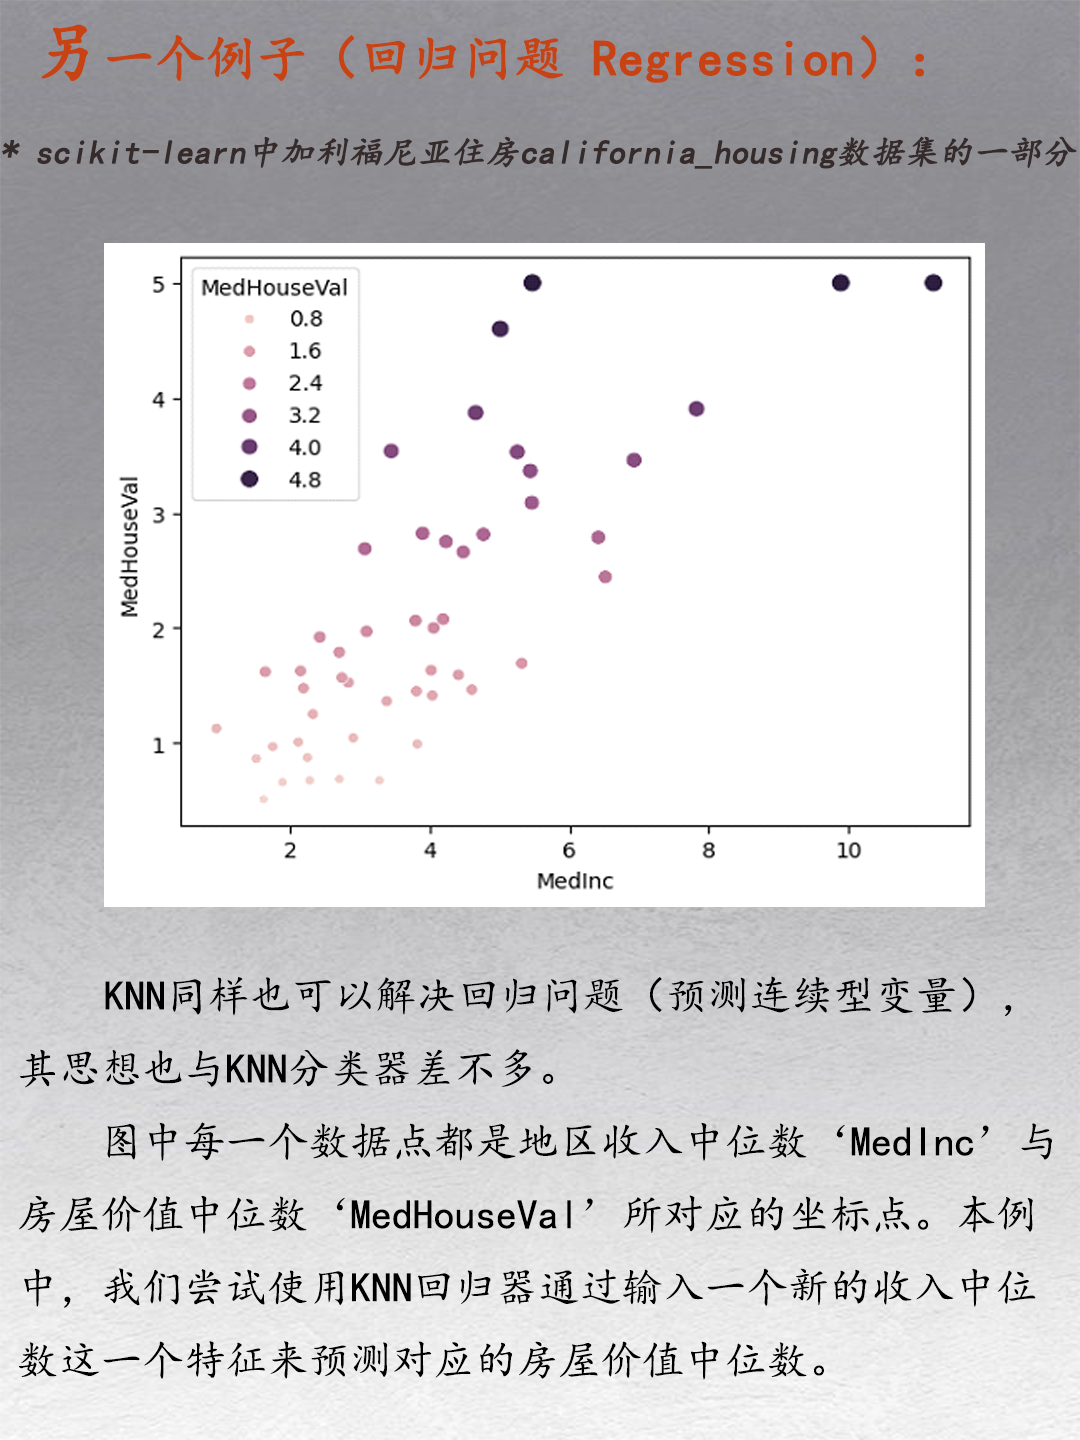 另一个例子（回归问题 Regression）：
* scikit-learn中加利福尼亚住房california_housing数据集的一部分
MedHouseVal
0.8
1.6
2.4
3.2
4.0
4.8
5
4
3
2
1
MedHouseVal
2 4 6 8 10
MedInc
KNN同样也可以解决回归问题（预测连续型变量），
其思想也与KNN分类器差不多。
图中每一个数据点都是地区收入中位数‘MedInc’与
房屋价值中位数‘MedHouseVal’所对应的坐标点。本例
中，我们尝试使用KNN回归器通过输入一个新的收入中位
数这一个特征来预测对应的房屋价值中位数。